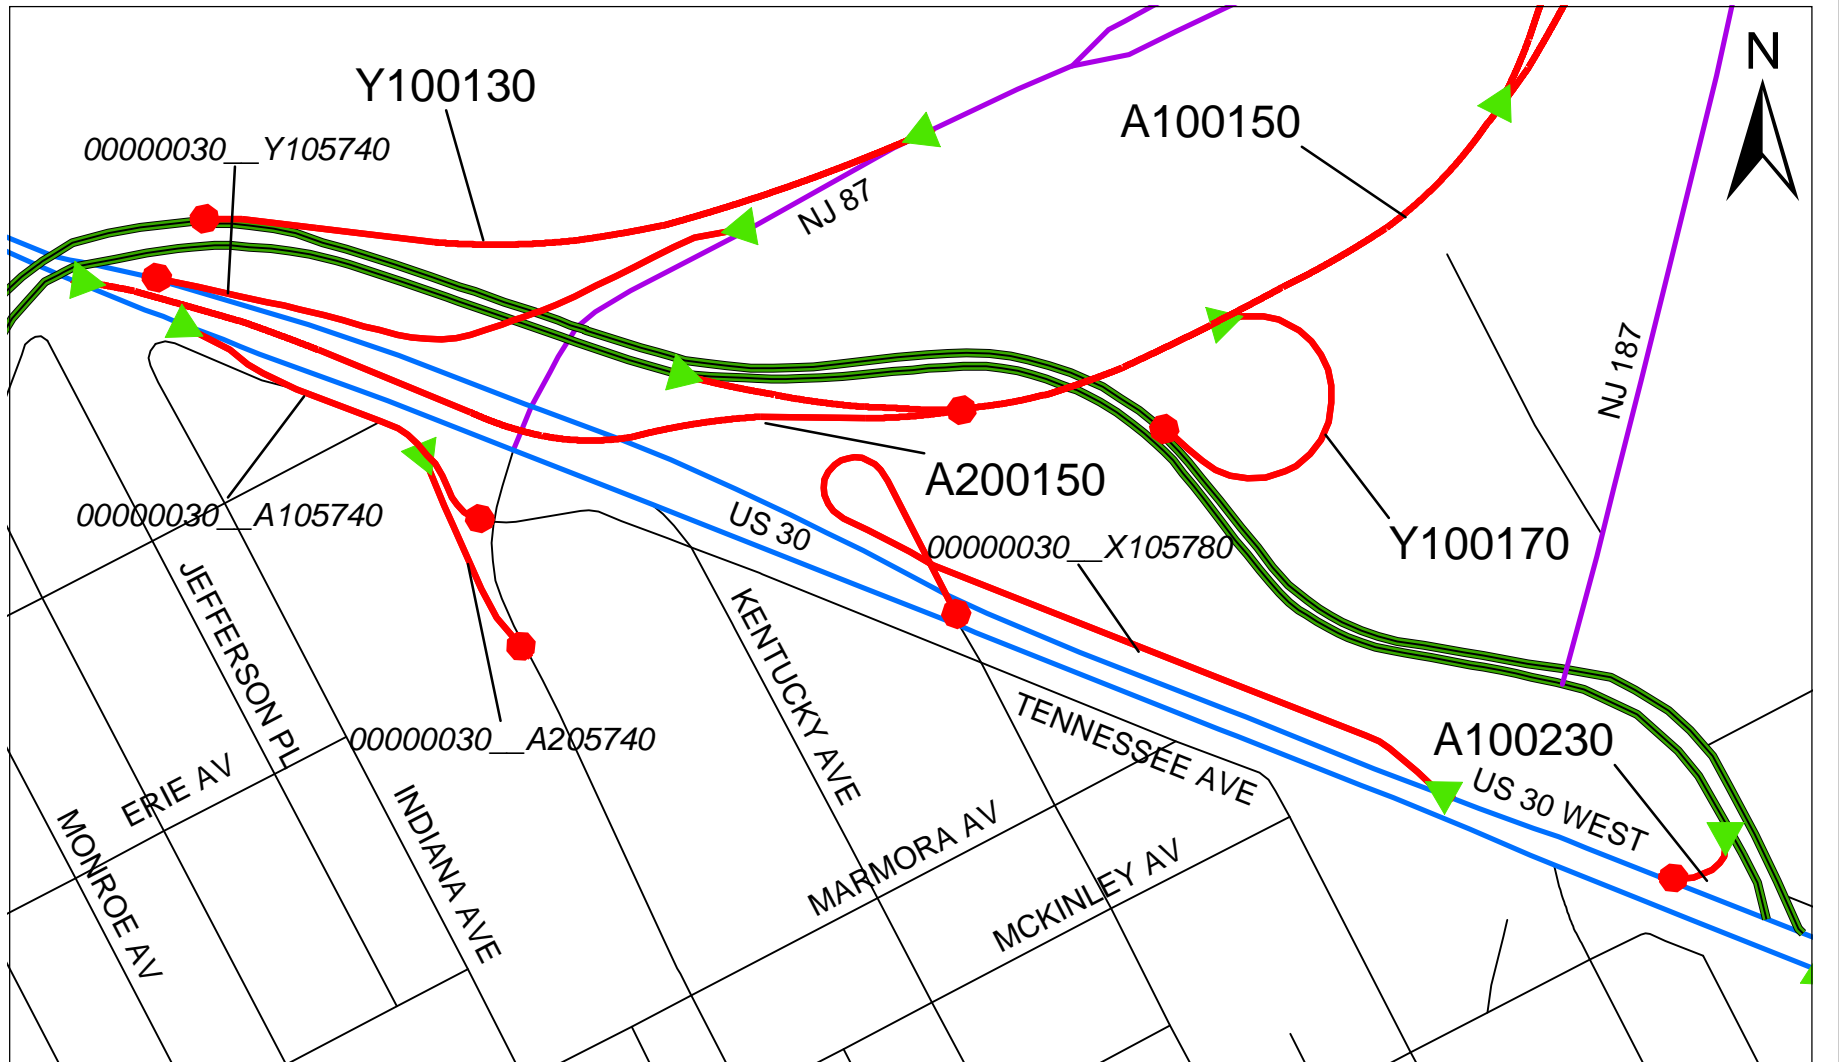 N
Y100130
A100150
00000030__Y105740
NJ 87
NJ 187
A200150
00000030__A105740
US 30
00000030__X105780
Y100170
JEFFERSON PL
KENTUCKY AVE
TENNESSEE AVE
A100230
00000030__A205740
ERIE AV
US 30 WEST
MONROE AV
INDIANA AVE
MARMORA AV
MCKINLEY AV